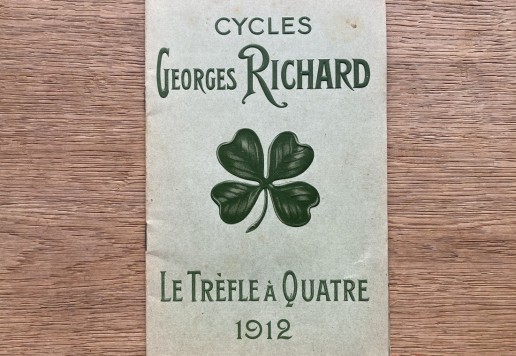 CYCLES
GEORGES RICHARD
LE TRÈFLE À QUATRE
1912